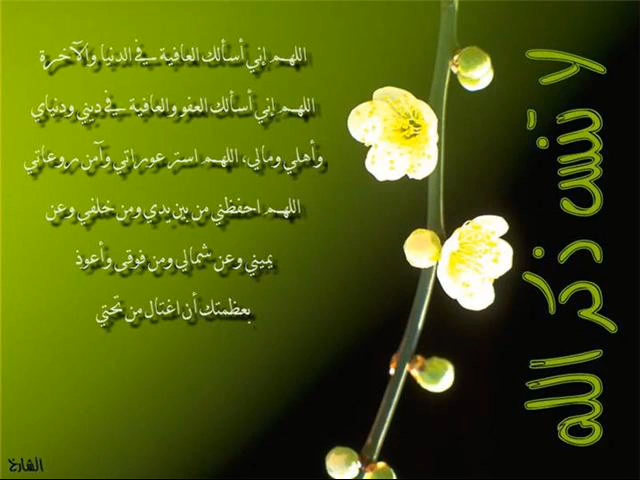 اللهم إني أسألك العافية في الدنيا والآخرة
اللهم إني أسألك العفو والعافية في ديني ودنياي
وأهلي ومالي، اللهم استر عوراتي وآمن روعاتي
اللهم احفظني من بين يدي ومن خلفي وعن
يميني وعن شمالي ومن فوقي وأعوذ
بعظمتك أن اغتال من تحتي
لا تنس ذكر الله